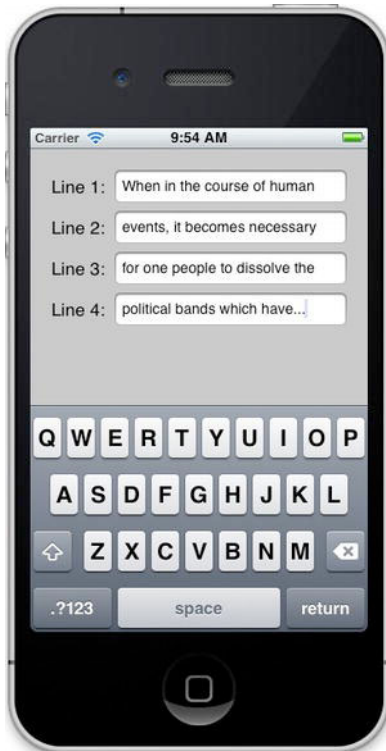 Carrier 9:54 AM
Line 1: When in the course of human
Line 2: events, it becomes necessary
Line 3: for one people to dissolve the
Line 4: political bands which have...
Q W E R T Y U I O P
A S D F G H J K L
Z X C V B N M
.?123 space return